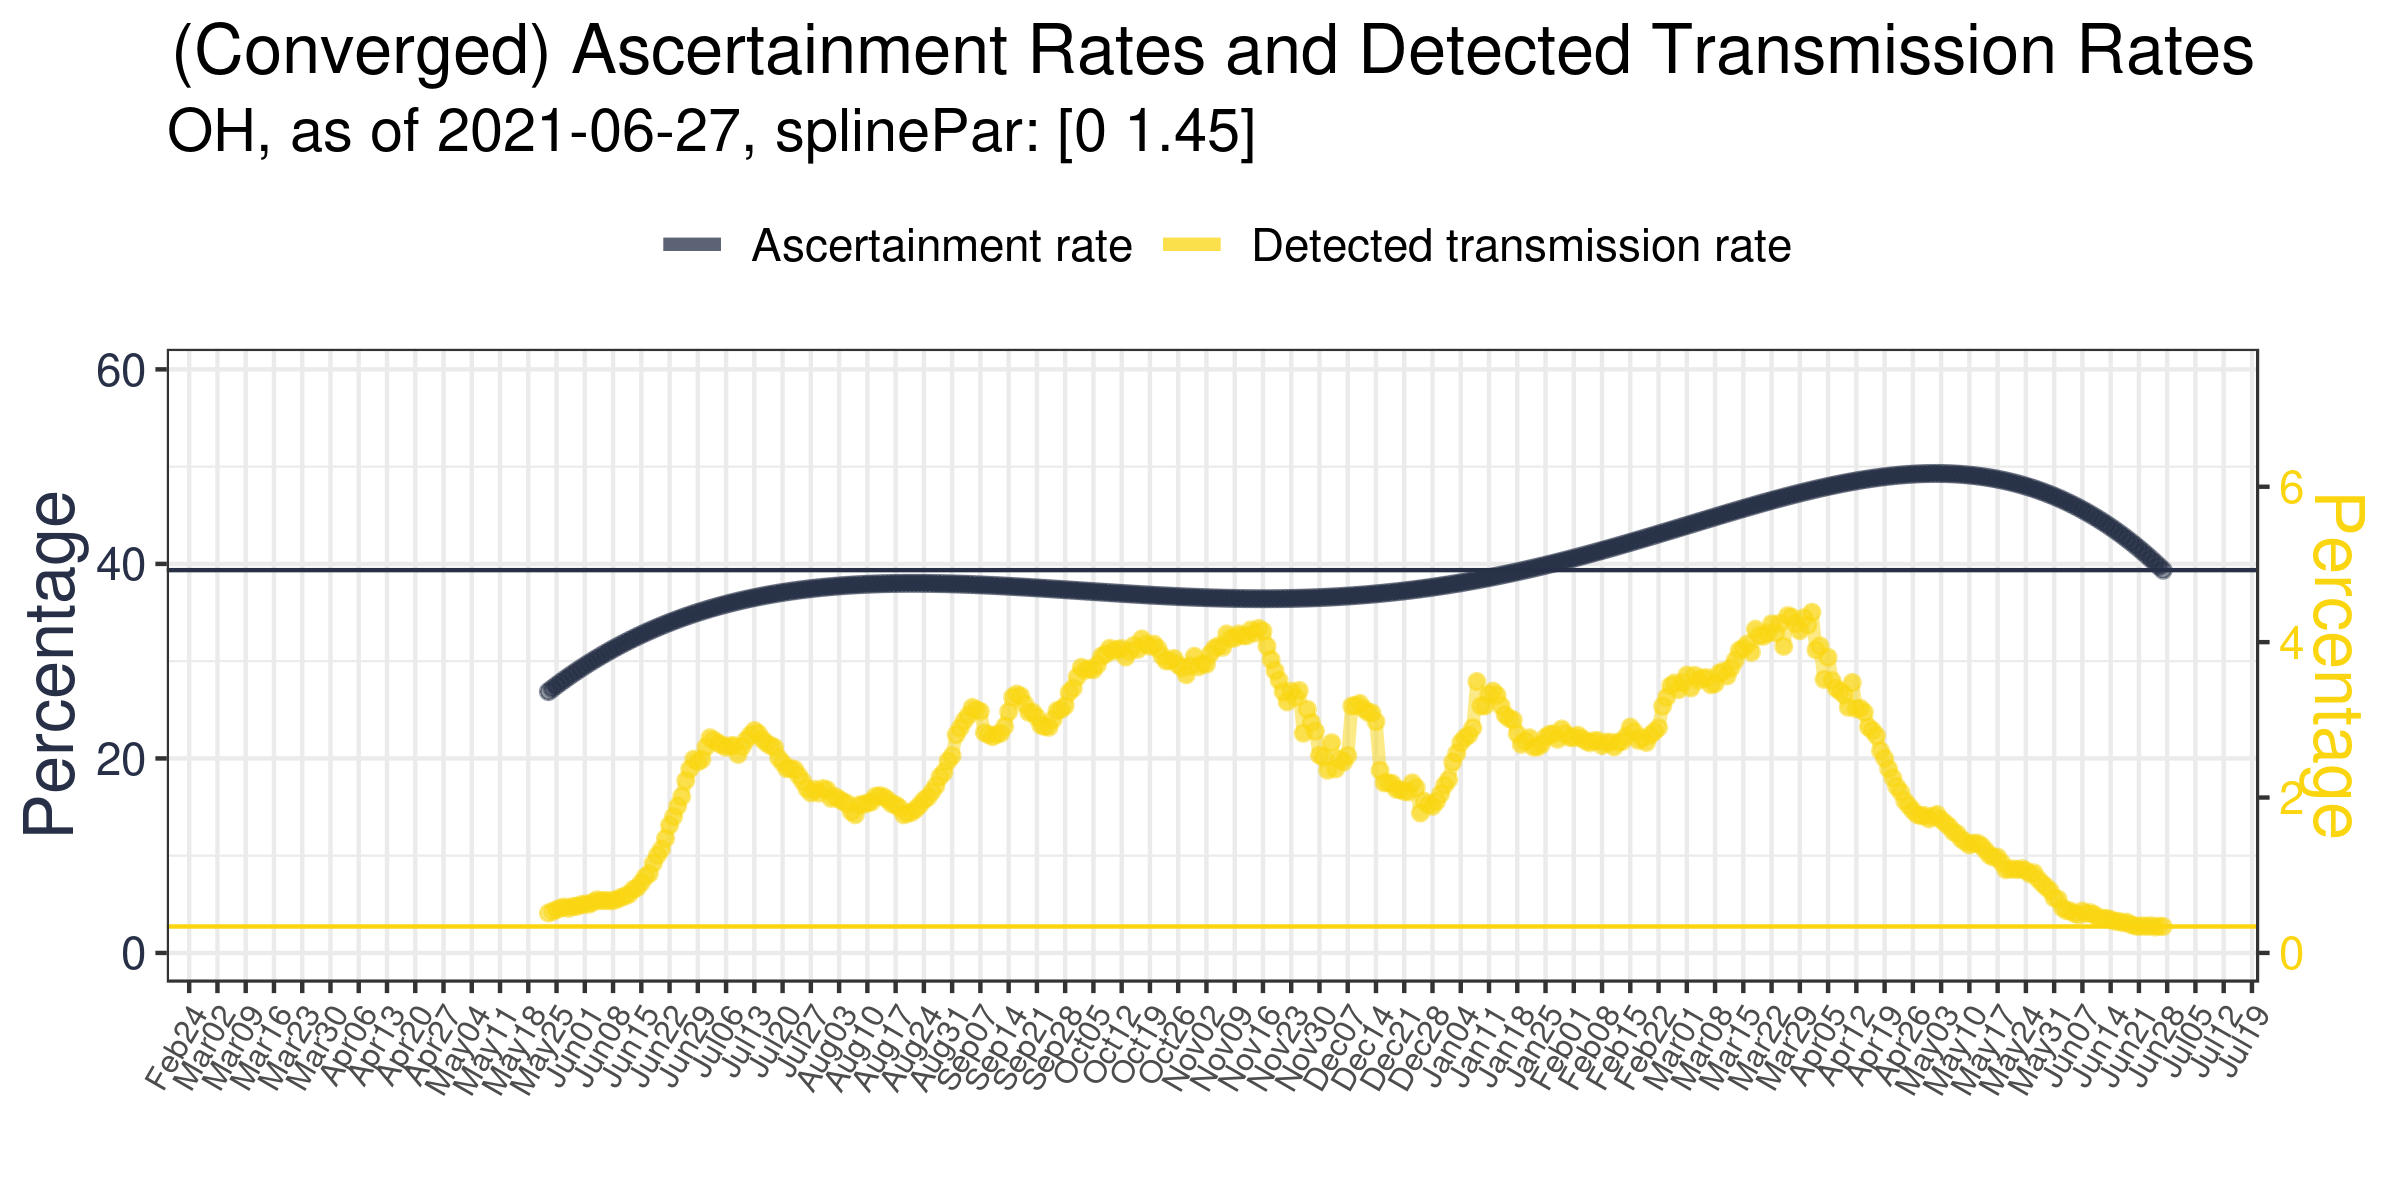 (Converged) Ascertainment Rates and Detected Transmission Rates
OH, as of 2021-06-27, splinePar: [0 1.45]
Ascertainment rate Detected transmission rate
Percentage
60
40
20
0
6
4
2
0
Percentage
Feb24
Mar02
Mar09
Mar16
Mar23
Mar30
Apr06
Apr13
Apr20
Apr27
May04
May11
May18
May25
Jun01
Jun08
Jun15
Jun22
Jun29
Jul06
Jul13
Jul20
Jul27
Aug03
Aug10
Aug17
Aug24
Aug31
Sep07
Sep14
Sep21
Sep28
Oct05
Oct12
Oct19
Oct26
Nov02
Nov09
Nov16
Nov23
Nov30
Dec07
Dec14
Dec21
Dec28
Jan04
Jan11
Jan18
Jan25
Feb01
Feb08
Feb15
Feb22
Mar01
Mar08
Mar15
Mar22
Mar29
Apr05
Apr12
Apr19
Apr26
May03
May10
May17
May24
May31
Jun07
Jun14
Jun21
Jun28
Jul05
Jul12
Jul19